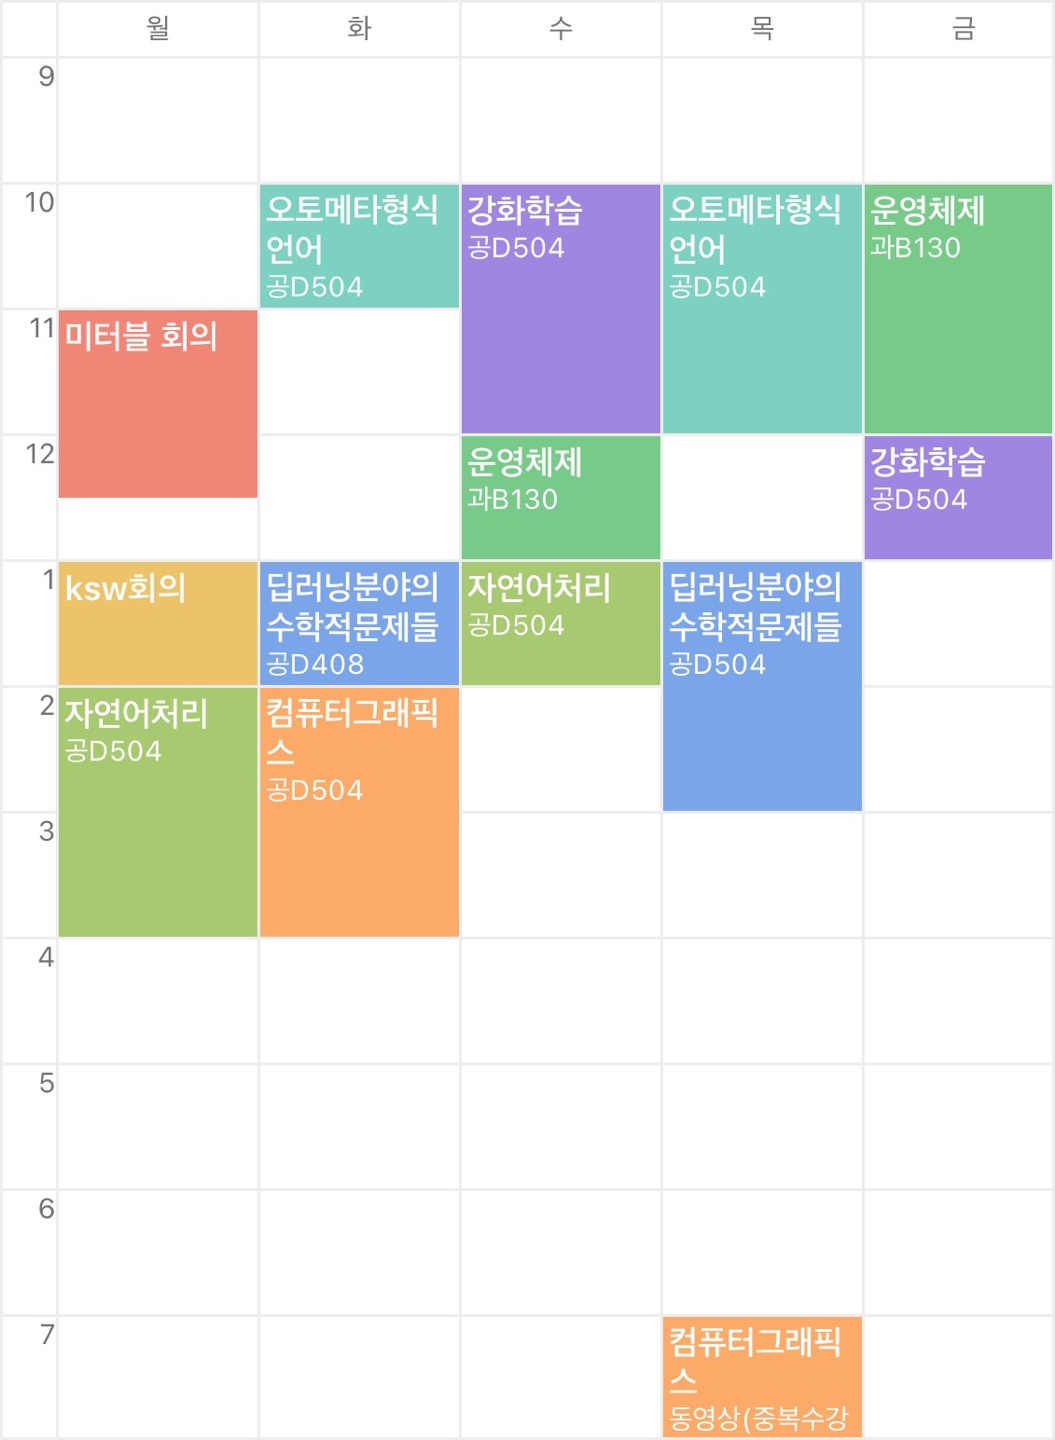 월 화 수 목 금
9
10
오토메타형식
언어
공D504
강화학습
공D504
오토메타형식
언어
공D504
운영체제
과B130
11
미터블 회의
12
운영체제
과B130
강화학습
공D504
1
ksw회의
딥러닝분야의
수학적문제들
공D408
자연어처리
공D504
딥러닝분야의
수학적문제들
공D504
2
자연어처리
공D504
컴퓨터그래픽
스
공D504
3
4
5
6
7
컴퓨터그래픽
스
동영상(중복수강